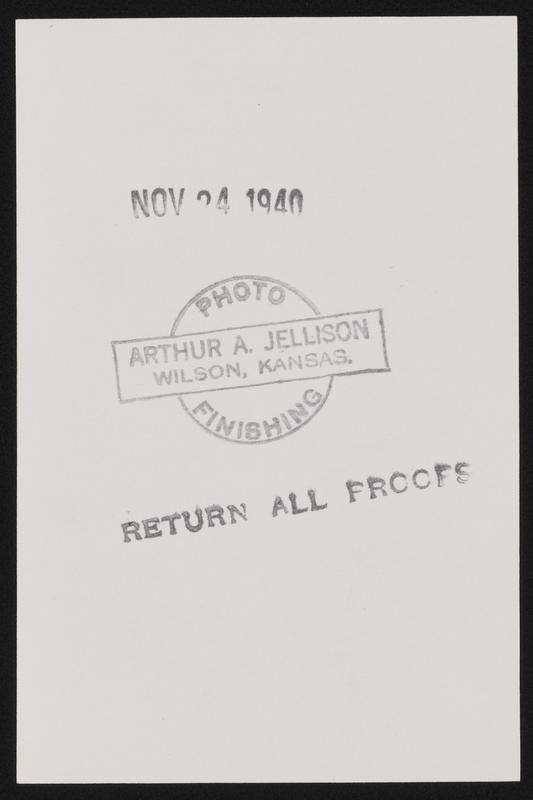 NOV 24 1940
PHOTO
ARTHUR A. JELLISON
WILSON, KANSAS.
FINISHING
RETURN ALL PROOFS